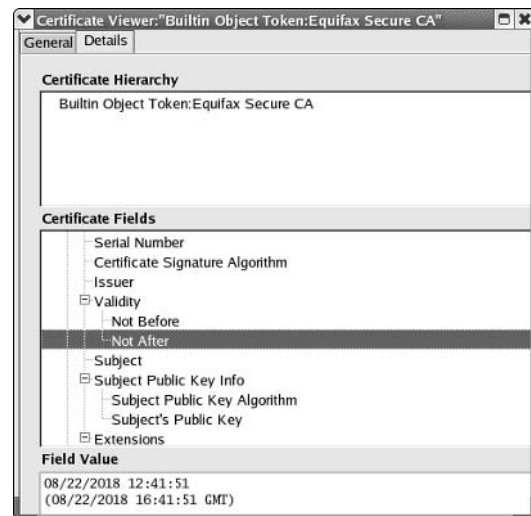 Certificate Viewer:"Builtin Object Token:Equifax Secure CA"
General Details
Certificate Hierarchy
Builtin Object Token:Equifax Secure CA
Certificate Fields
Serial Number
Certificate Signature Algorithm
Issuer
Validity
Not Before
Not After
Subject
Subject Public Key Info
Subject Public Key Algorithm
Subject's Public Key
Extensions
Field Value
08/22/2018 12:41:51
(08/22/2018 16:41:51 GMT)